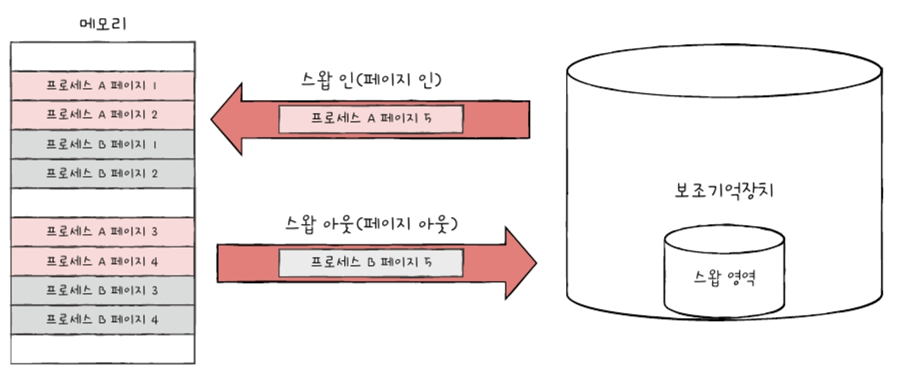 메모리
프로세스 A 페이지 1
프로세스 A 페이지 2
프로세스 B 페이지 1
프로세스 B 페이지 2
프로세스 A 페이지 3
프로세스 A 페이지 4
프로세스 B 페이지 3
프로세스 B 페이지 4
스왑 인(페이지 인)
프로세스 A 페이지 5
스왑 아웃(페이지 아웃)
프로세스 B 페이지 5
보조기억장치
스왑 영역